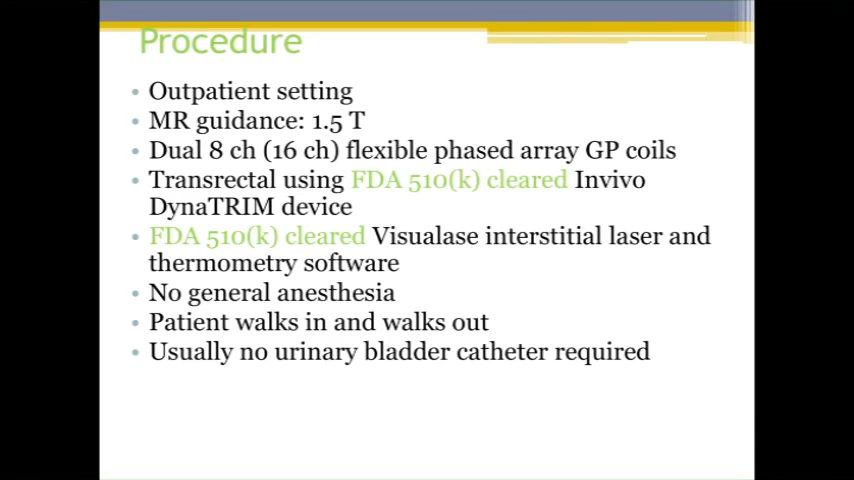 Procedure
• Outpatient setting
• MR guidance: 1.5 T
• Dual 8 ch (16 ch) flexible phased array GP coils
• Transrectal using FDA 510(k) cleared Invivo
DynaTRIM device
• FDA 510(k) cleared Visualase interstitial laser and
thermometry software
• No general anesthesia
• Patient walks in and walks out
• Usually no urinary bladder catheter required